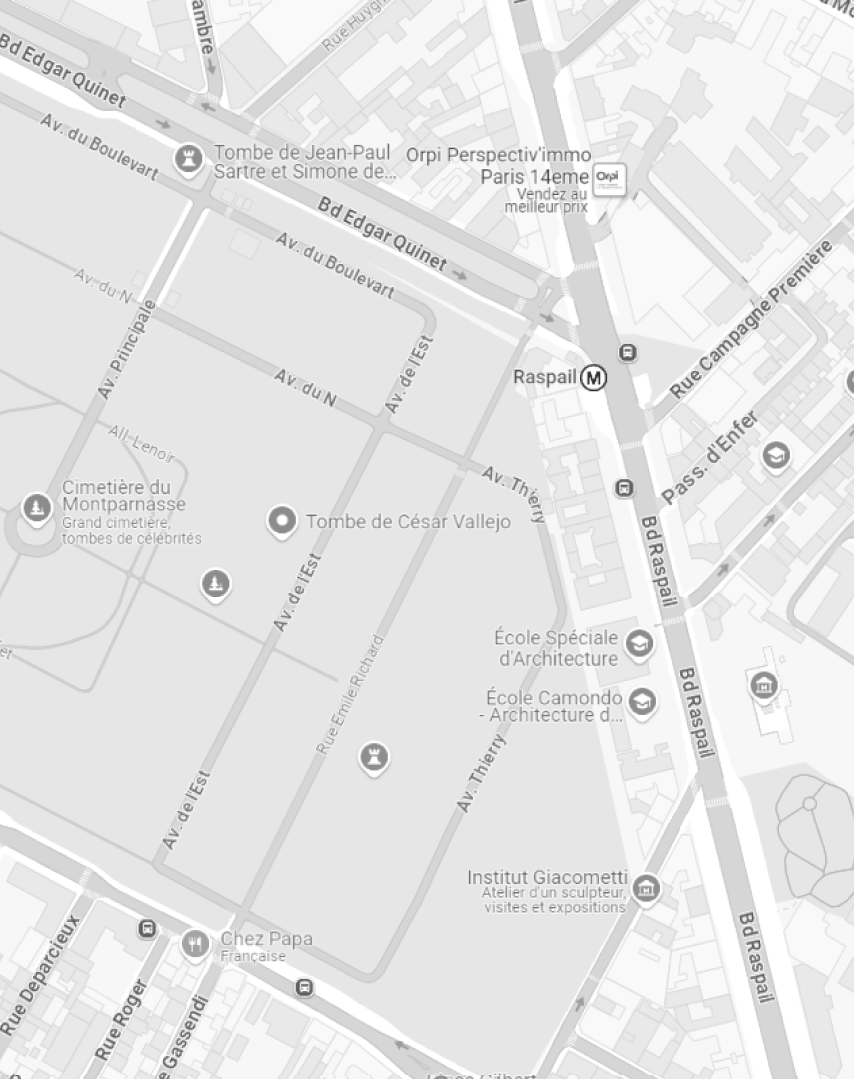 ambre
Rue Huygh
Bd Edgar Quinet
Av. du Boulevart
Tombe de Jean-Paul
Sartre et Simone de...
Orpi Perspectiv'immo
Paris 14eme
Vendez au
meilleur prix
Orpi
Bd Edgar Quinet
Av. du Boulevart
Av. du N
Av. Principale
Av. du N
Av. de l'Est
Raspail
M
Rue Campagne Première
All. Lenoir
Pass. d'Enfer
Cimetière du
Montparnasse
Grand cimetière,
tombes de célébrités
Tombe de César Vallejo
Av. Thierry
Bd Raspail
Av. de l'Est
Rue Emile Richard
École Spéciale
d'Architecture
École Camondo
- Architecture d...
Bd Raspail
Av. Thierry
Av. de l'Est
Institut Giacometti
Atelier d'un sculpteur,
visites et expositions
Chez Papa
Française
Bd Raspail
Rue Deparcieux
Rue Roger
e Gassendi